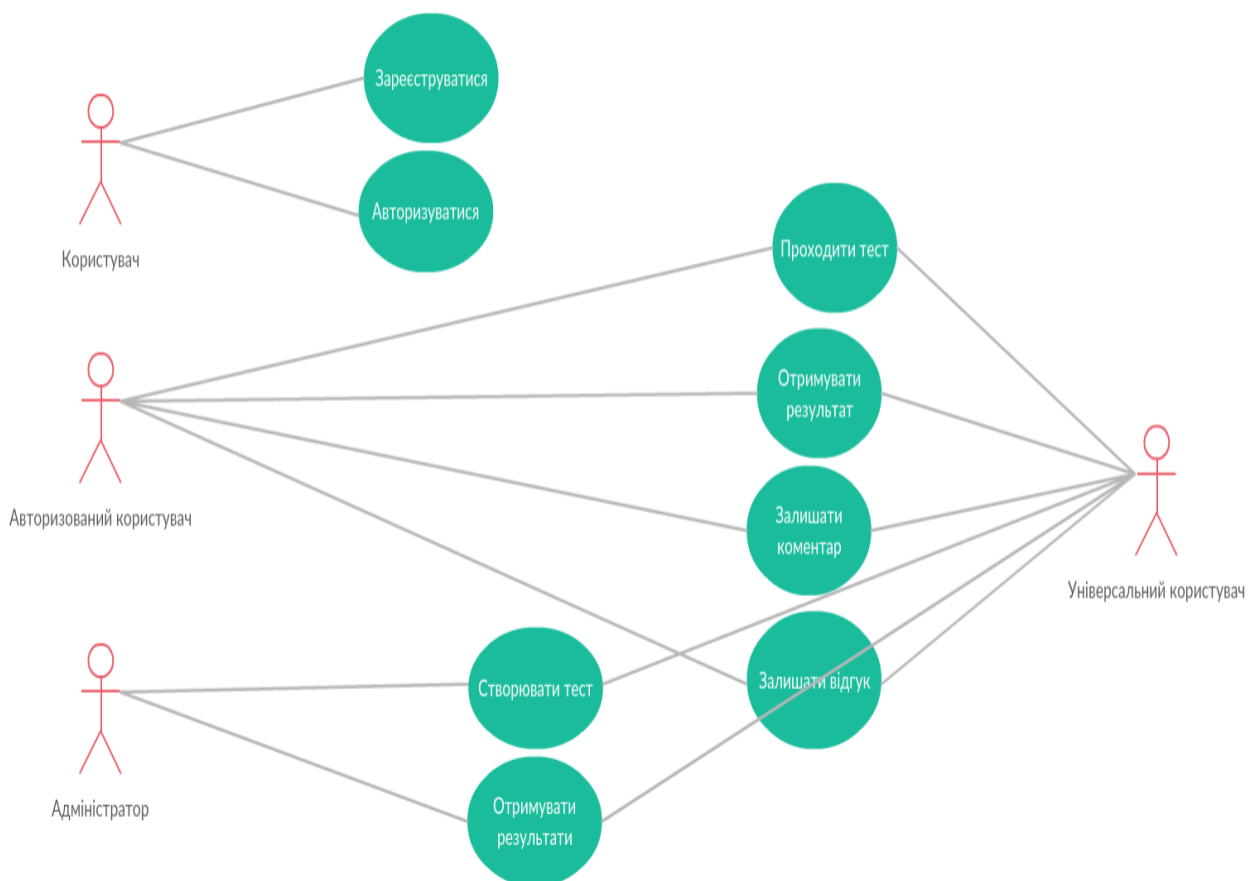 Зареєструватися
Авторизуватися
Користувач
Проходити тест
Отримувати
результат
Авторизований користувач
Залишати
коментар
Універсальний користувач
Створювати тест
Залишати відгук
Адміністратор
Отримувати
результати